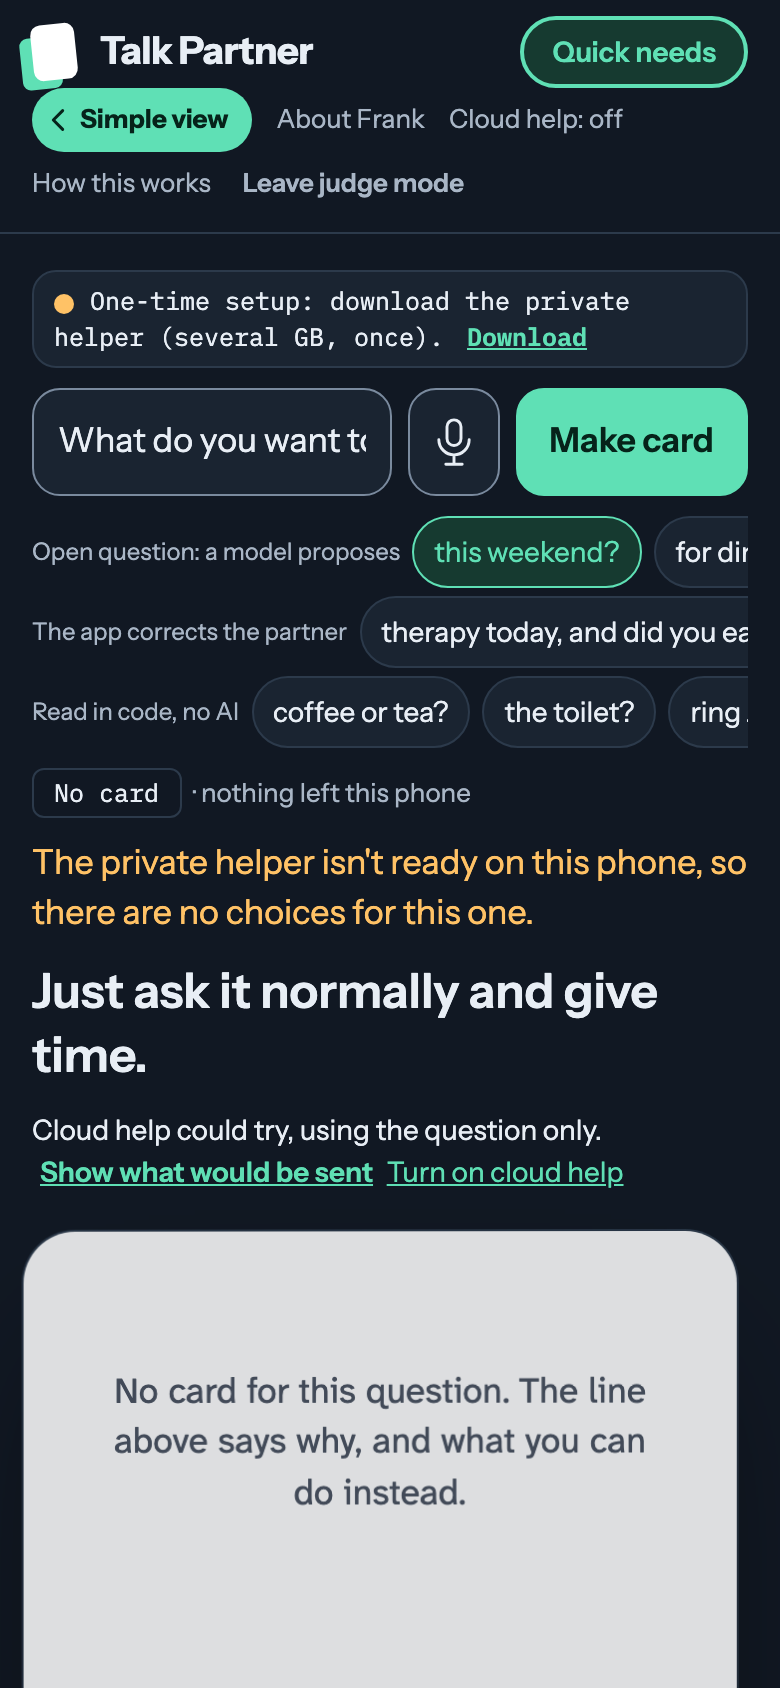 Talk Partner
Quick needs
Simple view
About Frank
Cloud help: off
How this works
Leave judge mode
One-time setup: download the private
helper (several GB, once). Download
What do you want
Make card
Open question: a model proposes
this weekend?
for
The app corrects the partner
therapy today, and did you
Read in code, no AI
coffee or tea?
the toilet?
ring
No card · nothing left this phone
The private helper isn't ready on this phone, so
there are no choices for this one.
Just ask it normally and give
time.
Cloud help could try, using the question only.
Show what would be sent Turn on cloud help
No card for this question. The line
above says why, and what you can
do instead.